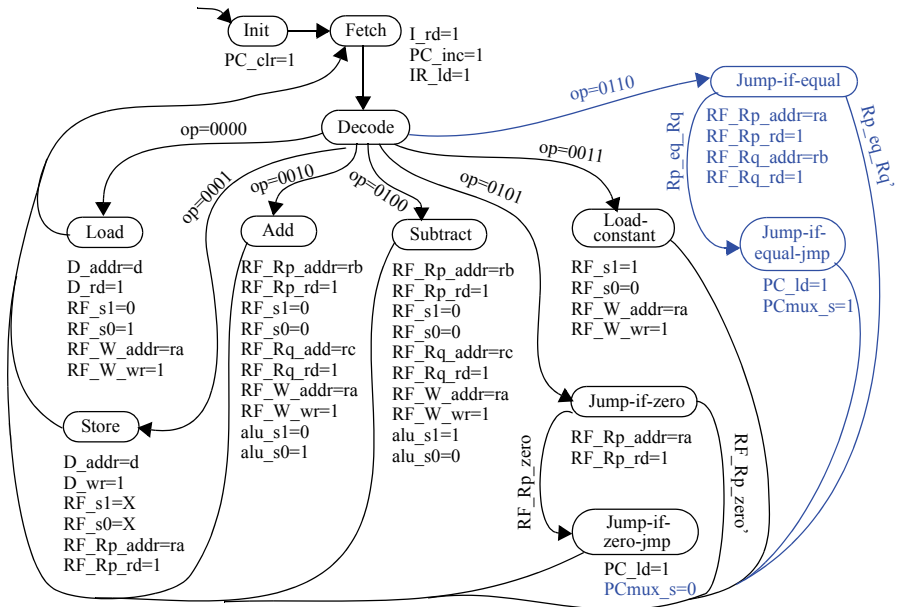 Init
PC_clr=1
Fetch
I_rd=1
PC_inc=1
IR_ld=1
Decode
op=0000
op=0001
op=0010
op=0100
op=0101
op=0011
op=0110
Load
D_addr=d
D_rd=1
RF_s1=0
RF_s0=1
RF_W_addr=ra
RF_W_wr=1
Store
D_addr=d
D_wr=1
RF_s1=X
RF_s0=X
RF_Rp_addr=ra
RF_Rp_rd=1
Add
RF_Rp_addr=rb
RF_Rp_rd=1
RF_s1=0
RF_s0=0
RF_Rq_add=rc
RF_Rq_rd=1
RF_W_addr=ra
RF_W_wr=1
alu_s1=0
alu_s0=1
Subtract
RF_Rp_addr=rb
RF_Rp_rd=1
RF_s1=0
RF_s0=0
RF_Rq_addr=rc
RF_Rq_rd=1
RF_W_addr=ra
RF_W_wr=1
alu_s1=1
alu_s0=0
Load-
constant
RF_s1=1
RF_s0=0
RF_W_addr=ra
RF_W_wr=1
Jump-if-zero
RF_Rp_addr=ra
RF_Rp_rd=1
RF_Rp_zero
RF_Rp_zero’
Jump-if-
zero-jmp
PC_ld=1
PCmux_s=0
Jump-if-equal
RF_Rp_addr=ra
RF_Rp_rd=1
RF_Rq_addr=rb
RF_Rq_rd=1
Rp_eq_Rq
Rp_eq_Rq’
Jump-if-
equal-jmp
PC_ld=1
PCmux_s=1